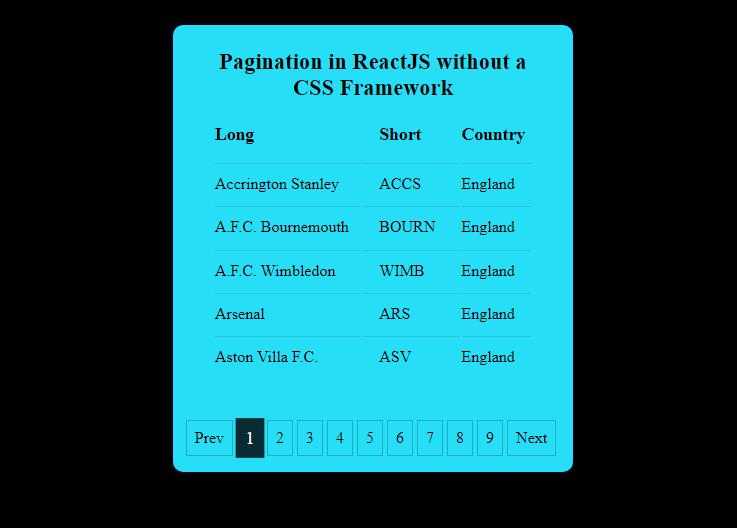 Pagination in ReactJS without a
CSS Framework
Long Short Country
Accrington Stanley ACCS England
A.F.C. Bournemouth BOURN England
A.F.C. Wimbledon WIMB England
Arsenal ARS England
Aston Villa F.C. ASV England
Prev 1 2 3 4 5 6 7 8 9 Next